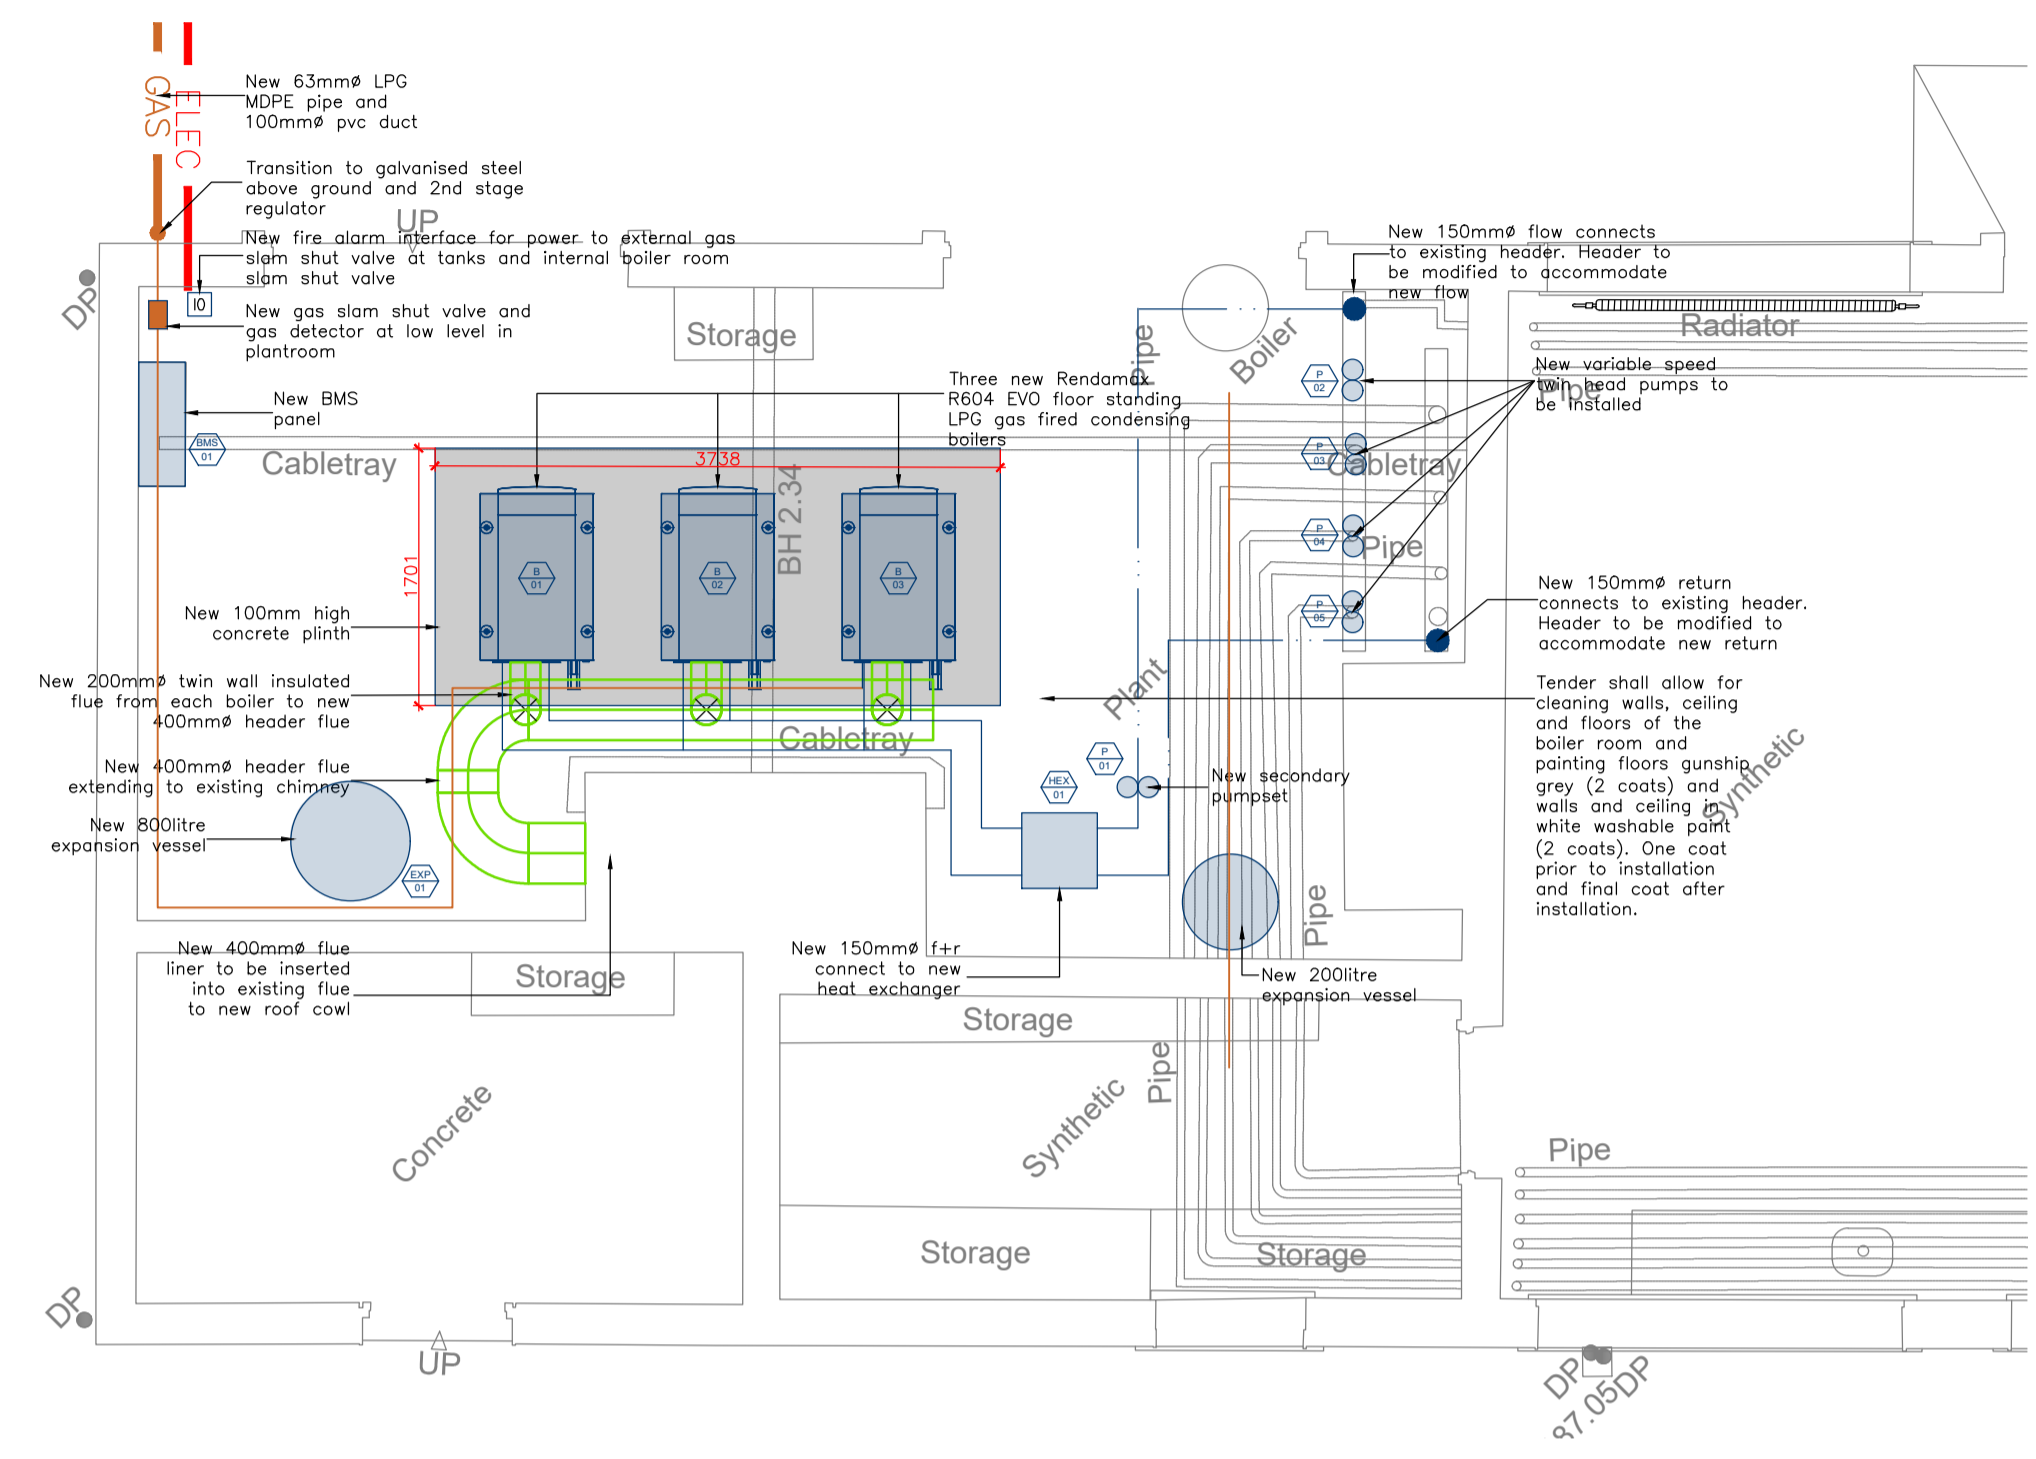 GAS
ELEC
New 63mmø LPG
MDPE pipe and
100mmø pvc duct
Transition to galvanised steel
above ground and 2nd stage
regulator
UP
New fire alarm interface for power to external gas
slam shut valve at tanks and internal boiler room
slam shut valve
DP
IO
New gas slam shut valve and
gas detector at low level in
plantroom
Storage
Pipe
Boiler
New 150mmø flow connects
to existing header. Header to
be modified to accommodate
new flow
Radiator
New BMS
panel
BMS
01
Cabletray
Three new Rendamax
R604 EVO floor standing
LPG gas fired condensing
boilers
3738
1701
BH 2.34
P
02
P
03
P
04
P
05
Cabletray
Pipe
New variable speed
twin head pumps to
be installed
Pipe
B
01
B
02
B
03
New 100mm high
concrete plinth
New 150mmø return
connects to existing header.
Header to be modified to
accommodate new return
New 200mmø twin wall insulated
flue from each boiler to new
400mmø header flue
Cabletray
Plant
Tender shall allow for
cleaning walls, ceiling
and floors of the
boiler room and
painting floors gunship
grey (2 coats) and
walls and ceiling in
white washable paint
(2 coats). One coat
prior to installation
and final coat after
installation.
Synthetic
New 400mmø header flue
extending to existing chimney
P
01
HEX
01
New secondary
pumpset
New 800litre
expansion vessel
EXP
01
Pipe
New 400mmø flue
liner to be inserted
into existing flue
to new roof cowl
Storage
New 150mmø f+r
connect to new
heat exchanger
New 200litre
expansion vessel
Storage
Pipe
Concrete
Synthetic
Pipe
Storage
Storage
DP
UP
DP
DP
87.05